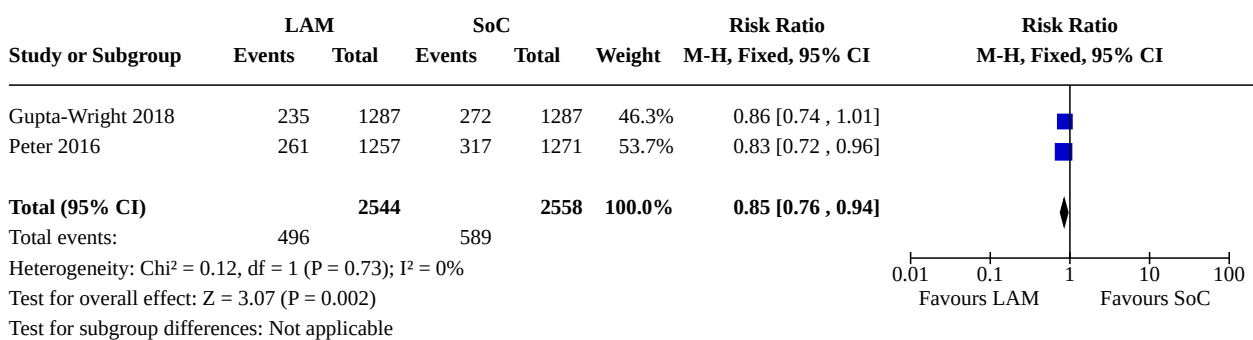 LAM SoC Risk Ratio Risk Ratio
Study or Subgroup Events Total Events Total Weight M-H, Fixed, 95% CI M-H, Fixed, 95% CI
Gupta-Wright 2018 235 1287 272 1287 46.3% 0.86 [0.74 , 1.01]
Peter 2016 261 1257 317 1271 53.7% 0.83 [0.72 , 0.96]
Total (95% CI) 2544 2558 100.0% 0.85 [0.76 , 0.94]
Total events: 496 589
Heterogeneity: Chi² = 0.12, df = 1 (P = 0.73); I² = 0%
Test for overall effect: Z = 3.07 (P = 0.002)
Test for subgroup differences: Not applicable
0.01 0.1 1 10 100
Favours LAM Favours SoC